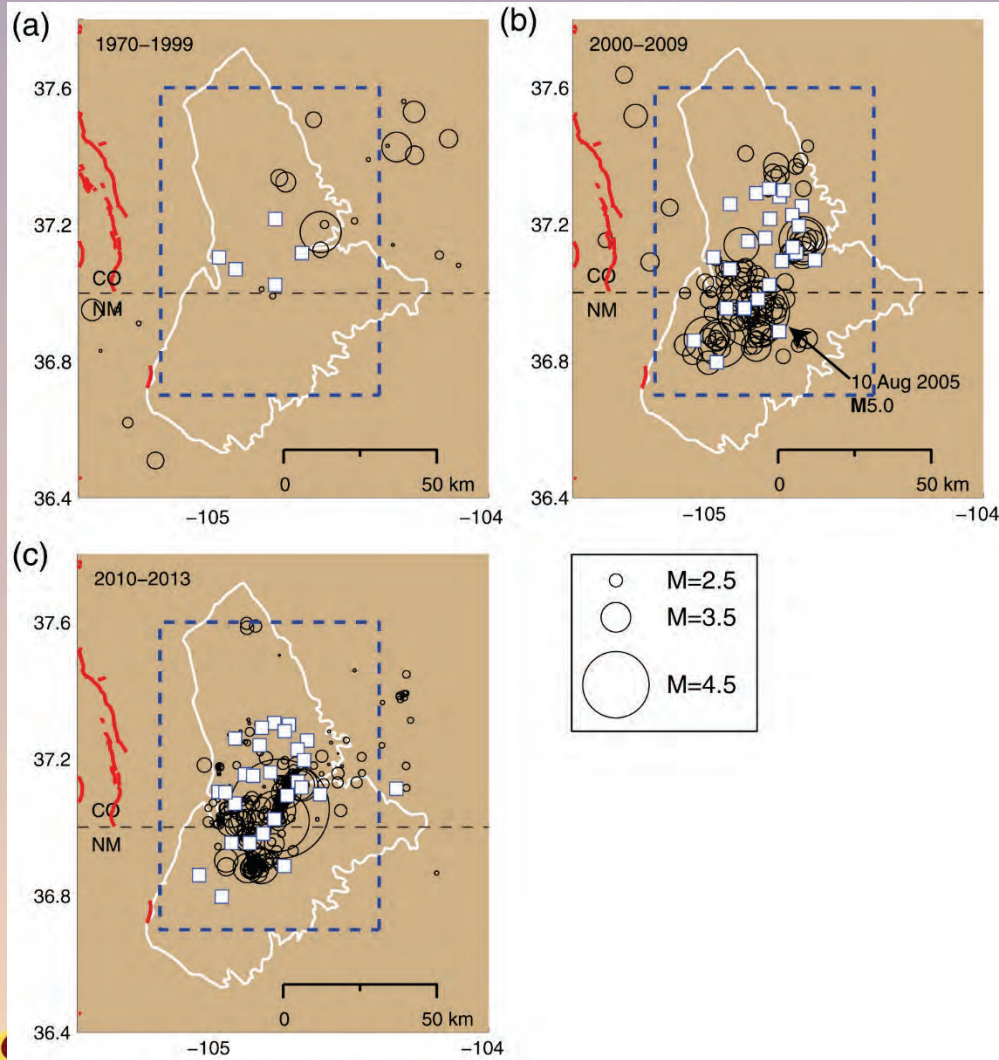 (a)
1970–1999
37.6
37.2
CO
NM
36.8
36.4
0 50 km
−105 −104
(b)
2000–2009
37.6
37.2
CO
NM
36.8
10 Aug 2005
M5.0
36.4
0 50 km
−105 −104
(c)
2010–2013
37.6
37.2
CO
NM
36.8
36.4
0 50 km
−105 −104
M=2.5
M=3.5
M=4.5